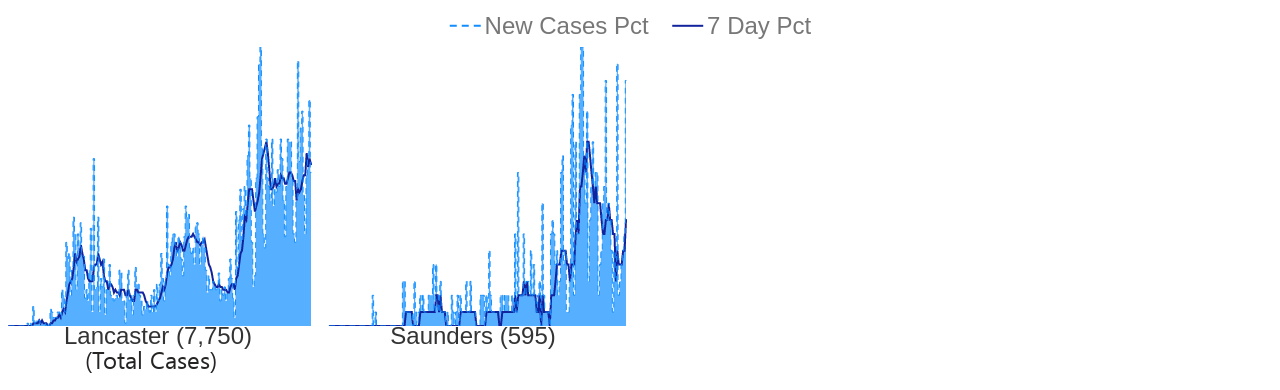 New Cases Pct 7 Day Pct
Lancaster (7,750) Saunders (595)
(Total Cases)